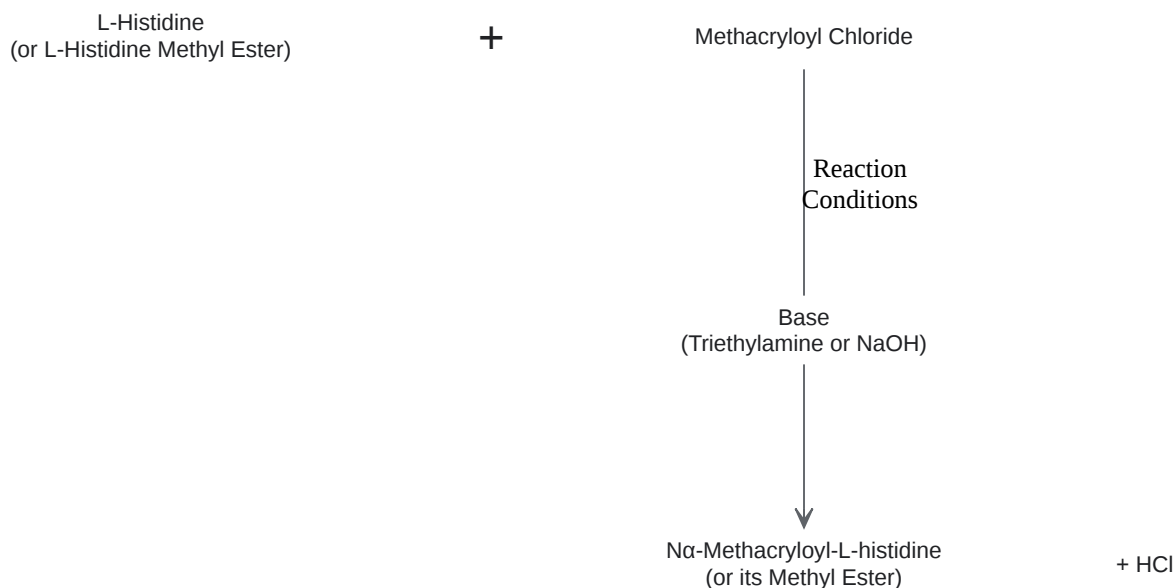 L-Histidine
(or L-Histidine Methyl Ester)
+
Methacryloyl Chloride
Reaction
Conditions
Base
(Triethylamine or NaOH)
Nα-Methacryloyl-L-histidine
(or its Methyl Ester)
+ HCl